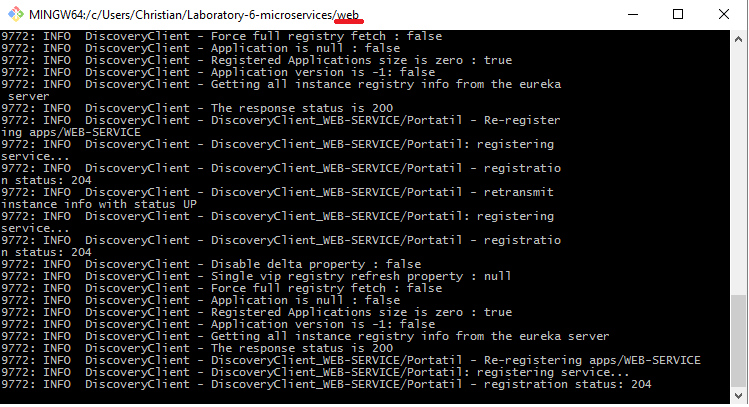 MINGW64:/c/Users/Christian/Laboratory-6-microservices/web
9772: INFO  DiscoveryClient - Force full registry fetch : false
9772: INFO  DiscoveryClient - Application is null : false
9772: INFO  DiscoveryClient - Registered Applications size is zero : true
9772: INFO  DiscoveryClient - Application version is -1: false
9772: INFO  DiscoveryClient - Getting all instance registry info from the eureka
 server
9772: INFO  DiscoveryClient - The response status is 200
9772: INFO  DiscoveryClient - DiscoveryClient_WEB-SERVICE/Portatil - Re-register
ing apps/WEB-SERVICE
9772: INFO  DiscoveryClient - DiscoveryClient_WEB-SERVICE/Portatil: registering
service...
9772: INFO  DiscoveryClient - DiscoveryClient_WEB-SERVICE/Portatil - registratio
n status: 204
9772: INFO  DiscoveryClient - DiscoveryClient_WEB-SERVICE/Portatil - retransmit
instance info with status UP
9772: INFO  DiscoveryClient - DiscoveryClient_WEB-SERVICE/Portatil: registering
service...
9772: INFO  DiscoveryClient - DiscoveryClient_WEB-SERVICE/Portatil - registratio
n status: 204
9772: INFO  DiscoveryClient - Disable delta property : false
9772: INFO  DiscoveryClient - Single vip registry refresh property : null
9772: INFO  DiscoveryClient - Force full registry fetch : false
9772: INFO  DiscoveryClient - Application is null : false
9772: INFO  DiscoveryClient - Registered Applications size is zero : true
9772: INFO  DiscoveryClient - Application version is -1: false
9772: INFO  DiscoveryClient - Getting all instance registry info from the eureka server
9772: INFO  DiscoveryClient - The response status is 200
9772: INFO  DiscoveryClient - DiscoveryClient_WEB-SERVICE/Portatil - Re-registering apps/WEB-SERVICE
9772: INFO  DiscoveryClient - DiscoveryClient_WEB-SERVICE/Portatil: registering service...
9772: INFO  DiscoveryClient - DiscoveryClient_WEB-SERVICE/Portatil - registration status: 204